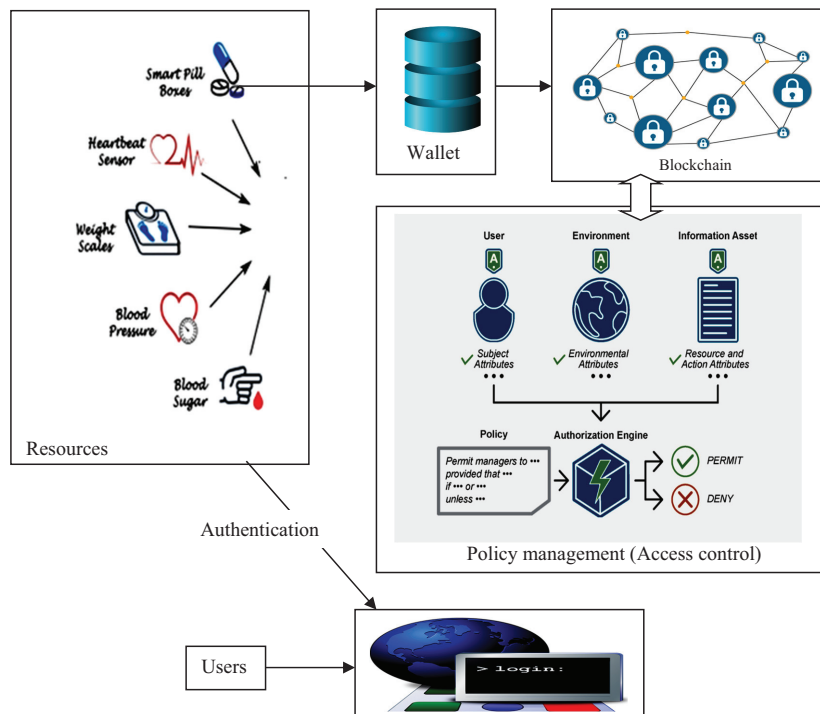 Smart Pill
Boxes
Heartbeat
Sensor
Weight
Scales
Blood
Pressure
Blood
Sugar
Resources
Wallet
Blockchain
User
Environment
Information Asset
A
A
A
Subject
Attributes
Environmental
Attributes
Resource and
Action Attributes
Policy
Authorization Engine
Permit managers to •••
provided that •••
if ••• or •••
unless •••
PERMIT
DENY
Policy management (Access control)
Authentication
Users
> login: